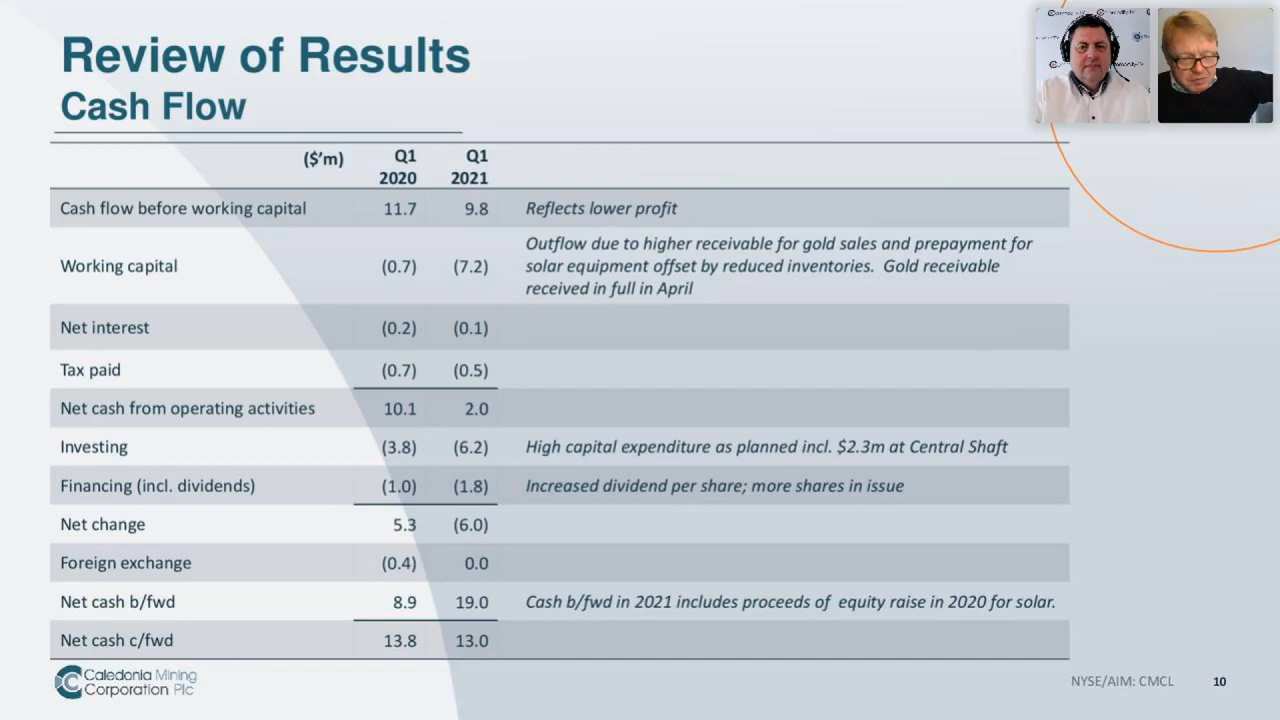 Review of Results
Cash Flow
($'m) Q1 2020 Q1 2021
Cash flow before working capital 11.7 9.8 Reflects lower profit
Working capital (0.7) (7.2) Outflow due to higher receivable for gold sales and prepayment for
solar equipment offset by reduced inventories. Gold receivable
received in full in April
Net interest (0.2) (0.1)
Tax paid (0.7) (0.5)
Net cash from operating activities 10.1 2.0
Investing (3.8) (6.2) High capital expenditure as planned incl. $2.3m at Central Shaft
Financing (incl. dividends) (1.0) (1.8) Increased dividend per share; more shares in issue
Net change 5.3 (6.0)
Foreign exchange (0.4) 0.0
Net cash b/fwd 8.9 19.0 Cash b/fwd in 2021 includes proceeds of equity raise in 2020 for solar.
Net cash c/fwd 13.8 13.0
Caledonia Mining
Corporation Plc
NYSE/AIM: CMCL 10